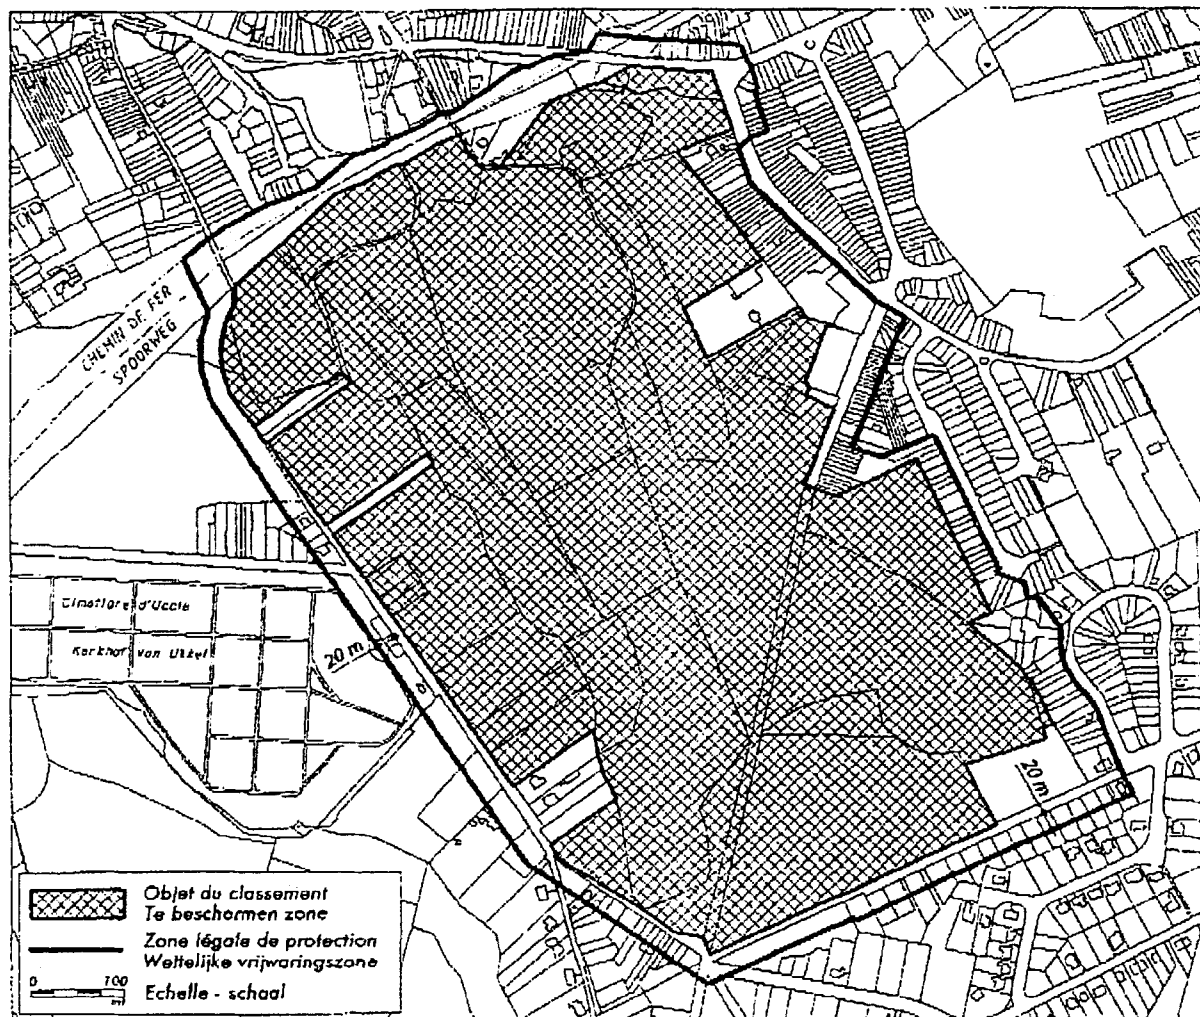 CHEMIN DE FER
SPOORWEG
Cimetière d'Uccle
Kerkhof van Ukkel
20 m
20 m
Objet du classement
Te beschermen zone
Zone légale de protection
Wettelijke vrijwaringszone
0 100
m
Echelle - schaal